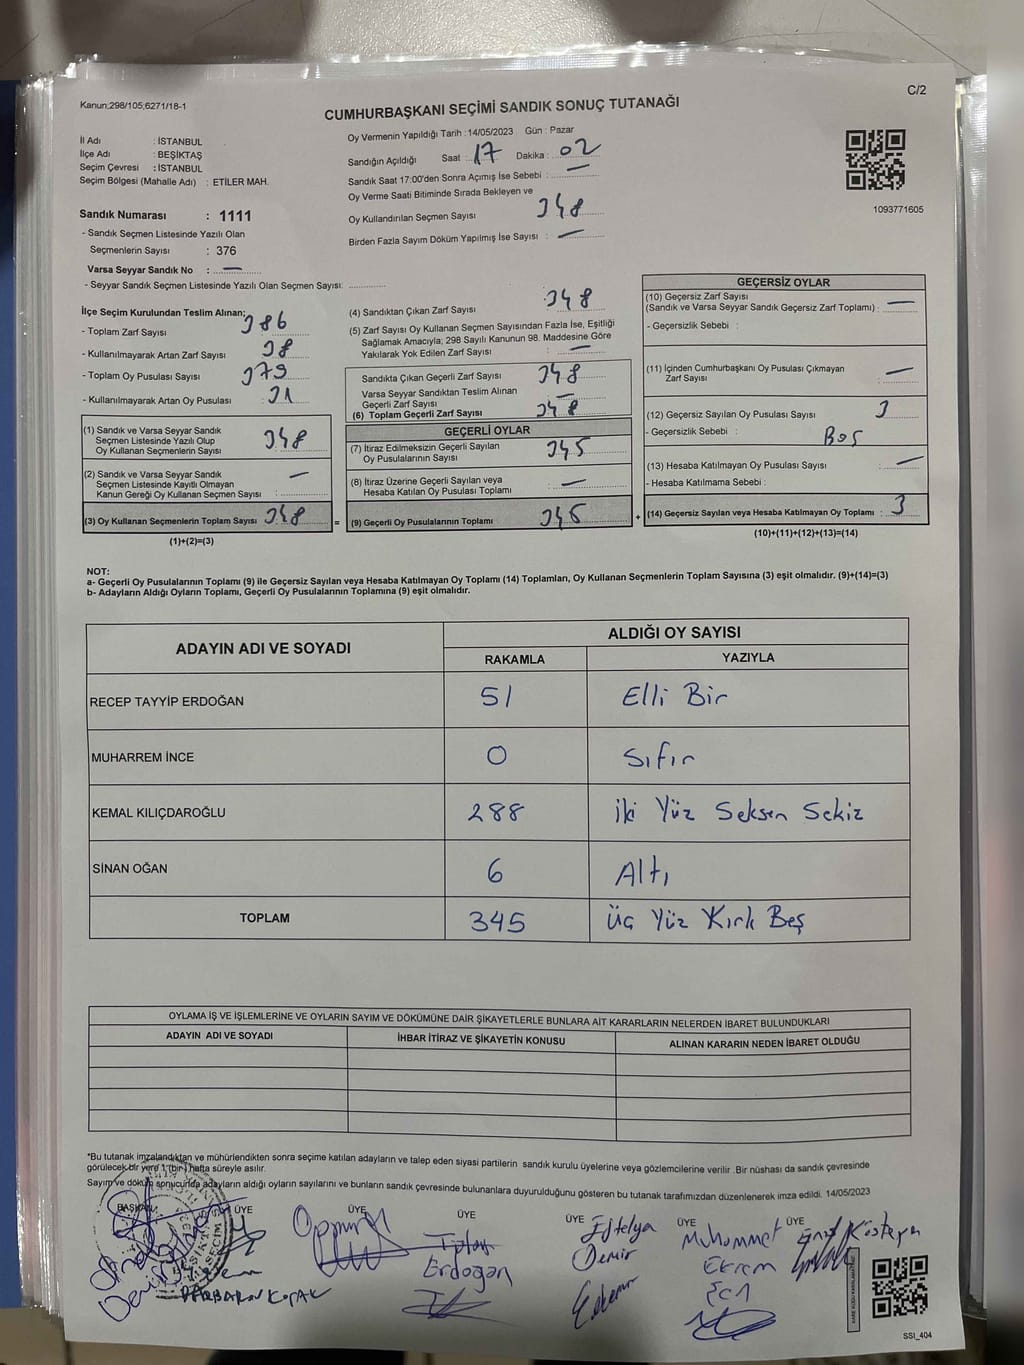 Kanun;298/105;6271/18-1
C/2
CUMHURBAŞKANI SEÇİMİ SANDIK SONUÇ TUTANAĞI
İl Adı : İSTANBUL
İlçe Adı : BEŞİKTAŞ
Seçim Çevresi : İSTANBUL
Seçim Bölgesi (Mahalle Adı) : ETİLER MAH.
Sandık Numarası : 1111
- Sandık Seçmen Listesinde Yazılı Olan
Seçmenlerin Sayısı : 376
Varsa Seyyar Sandık No : —
- Seyyar Sandık Seçmen Listesinde Yazılı Olan Seçmen Sayısı:
Oy Vermenin Yapıldığı Tarih :14/05/2023 Gün : Pazar
Sandığın Açıldığı Saat : 17 Dakika : 02
Sandık Saat 17:00'den Sonra Açımış İse Sebebi : —
Oy Verme Saati Bitiminde Sırada Bekleyen ve
Oy Kullandırılan Seçmen Sayısı 348
Birden Fazla Sayım Döküm Yapılmış İse Sayısı : —
1093771605
İlçe Seçim Kurulundan Teslim Alınan:
- Toplam Zarf Sayısı 386
- Kullanılmayarak Artan Zarf Sayısı : 38
- Toplam Oy Pusulası Sayısı 379
- Kullanılmayarak Artan Oy Pusulası : 31
(1) Sandık ve Varsa Seyyar Sandık
Seçmen Listesinde Yazılı Olup
Oy Kullanan Seçmenlerin Sayısı : 348
(2) Sandık ve Varsa Seyyar Sandık
Seçmen Listesinde Kayıtlı Olmayan
Kanun Gereği Oy Kullanan Seçmen Sayısı : —
(3) Oy Kullanan Seçmenlerin Toplam Sayısı : 348
(1)+(2)=(3)
=
(4) Sandıktan Çıkan Zarf Sayısı : 348
(5) Zarf Sayısı Oy Kullanan Seçmen Sayısından Fazla İse, Eşitliği
Sağlamak Amacıyla; 298 Sayılı Kanunun 98. Maddesine Göre
Yakılarak Yok Edilen Zarf Sayısı : —
Sandıkta Çıkan Geçerli Zarf Sayısı 348
Varsa Seyyar Sandıktan Teslim Alınan
Geçerli Zarf Sayısı —
(6) Toplam Geçerli Zarf Sayısı 348
GEÇERLİ OYLAR
(7) İtiraz Edilmeksizin Geçerli Sayılan
Oy Pusulalarının Sayısı 345
(8) İtiraz Üzerine Geçerli Sayılan veya
Hesaba Katılan Oy Pusulası Toplamı —
(9) Geçerli Oy Pusulalarının Toplamı 345
+
GEÇERSİZ OYLAR
(10) Geçersiz Zarf Sayısı
(Sandık ve Varsa Seyyar Sandık Geçersiz Zarf Toplamı) : —
- Geçersizlik Sebebi :
(11) İçinden Cumhurbaşkanı Oy Pusulası Çıkmayan
Zarf Sayısı : —
(12) Geçersiz Sayılan Oy Pusulası Sayısı 3
- Geçersizlik Sebebi : Boş
(13) Hesaba Katılmayan Oy Pusulası Sayısı : —
- Hesaba Katılmama Sebebi :
(14) Geçersiz Sayılan veya Hesaba Katılmayan Oy Toplamı : 3
(10)+(11)+(12)+(13)=(14)
NOT:
a- Geçerli Oy Pusulalarının Toplamı (9) ile Geçersiz Sayılan veya Hesaba Katılmayan Oy Toplamı (14) Toplamları, Oy Kullanan Seçmenlerin Toplam Sayısına (3) eşit olmalıdır. (9)+(14)=(3)
b- Adayların Aldığı Oyların Toplamı, Geçerli Oy Pusulalarının Toplamına (9) eşit olmalıdır.
ADAYIN ADI VE SOYADI ALDIĞI OY SAYISI
RAKAMLA YAZIYLA
RECEP TAYYİP ERDOĞAN 51 Elli Bir
MUHARREM İNCE 0 Sıfır
KEMAL KILIÇDAROĞLU 288 İki Yüz Seksen Sekiz
SİNAN OĞAN 6 Altı
TOPLAM 345 Üç Yüz Kırk Beş
OYLAMA İŞ VE İŞLEMLERİNE VE OYLARIN SAYIM VE DÖKÜMÜNE DAİR ŞİKAYETLERLE BUNLARA AİT KARARLARIN NELERDEN İBARET BULUNDUKLARI
ADAYIN ADI VE SOYADI İHBAR İTİRAZ VE ŞİKAYETİN KONUSU ALINAN KARARIN NEDEN İBARET OLDUĞU
*Bu tutanak imzalandıktan ve mühürlendikten sonra seçime katılan adayların ve talep eden siyasi partilerin sandık kurulu üyelerine veya gözlemcilerine verilir .Bir nüshası da sandık çevresinde
görülecek bir yere 1 (bir) hafta süreyle asılır.
Sayım ve döküm sonucunda adayların aldığı oyların sayılarını ve bunların sandık çevresinde bulunanlara duyurulduğunu gösteren bu tutanak tarafımızdan düzenlenerek imza edildi. 14/05/2023
BAŞKAN ÜYE ÜYE ÜYE ÜYE ÜYE
Erdoğan
Eftelya
Demir
Muhammet
Ekrem
SSI_404